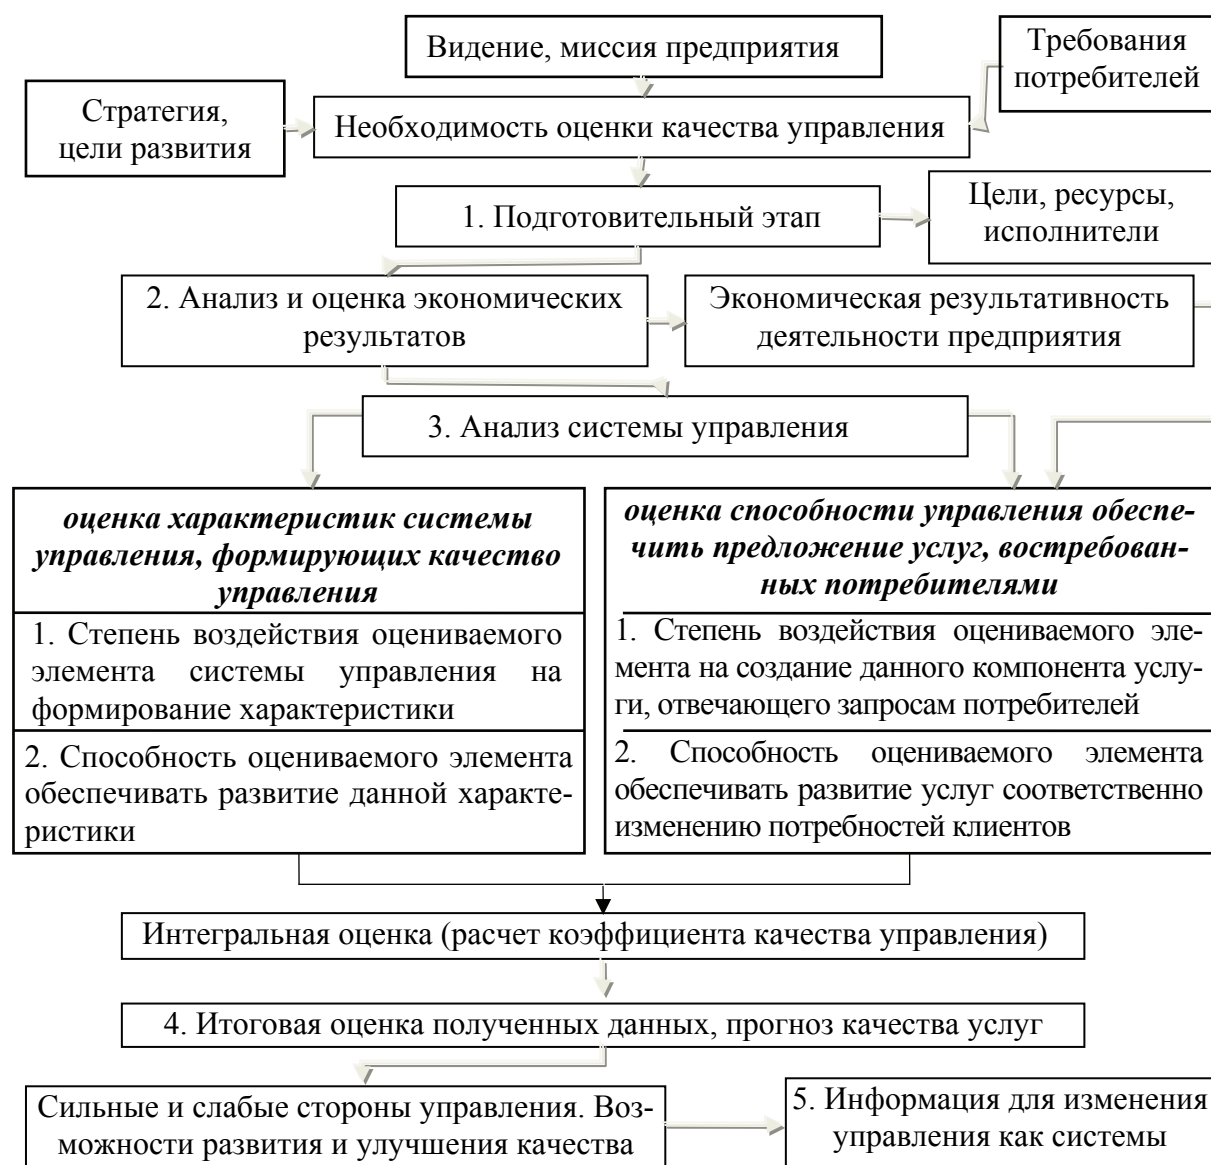 Видение, миссия предприятия
Требования
потребителей
Стратегия,
цели развития
Необходимость оценки качества управления
1. Подготовительный этап
Цели, ресурсы,
исполнители
2. Анализ и оценка экономических
результатов
Экономическая результативность
деятельности предприятия
3. Анализ системы управления
оценка характеристик системы
управления, формирующих качество
управления
1. Степень воздействия оцениваемого
элемента системы управления на
формирование характеристики
2. Способность оцениваемого элемента
обеспечивать развитие данной характе-
ристики
оценка способности управления обеспе-
чить предложение услуг, востребован-
ных потребителями
1. Степень воздействия оцениваемого эле-
мента на создание данного компонента услу-
ги, отвечающего запросам потребителей
2. Способность оцениваемого элемента
обеспечивать развитие услуг соответственно
изменению потребностей клиентов
Интегральная оценка (расчет коэффициента качества управления)
4. Итоговая оценка полученных данных, прогноз качества услуг
Сильные и слабые стороны управления. Воз-
можности развития и улучшения качества
5. Информация для изменения
управления как системы